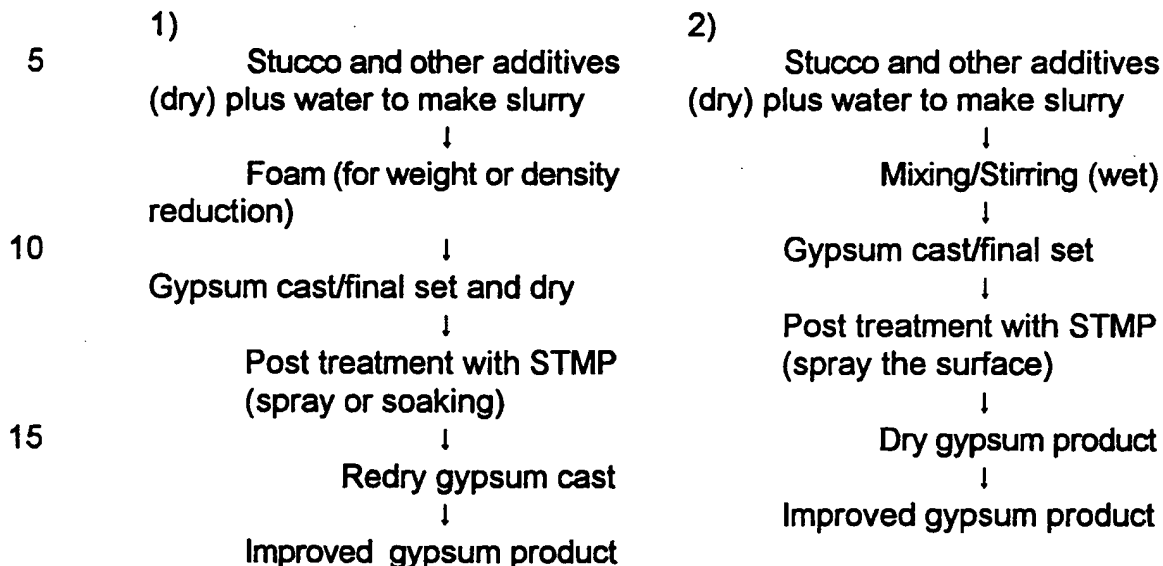 1)
5
Stucco and other additives
(dry) plus water to make slurry
↓
Foam (for weight or density
reduction)
10
↓
Gypsum cast/final set and dry
↓
Post treatment with STMP
(spray or soaking)
15
↓
Redry gypsum cast
↓
Improved gypsum product
2)
Stucco and other additives
(dry) plus water to make slurry
↓
Mixing/Stirring (wet)
↓
Gypsum cast/final set
↓
Post treatment with STMP
(spray the surface)
↓
Dry gypsum product
↓
Improved gypsum product